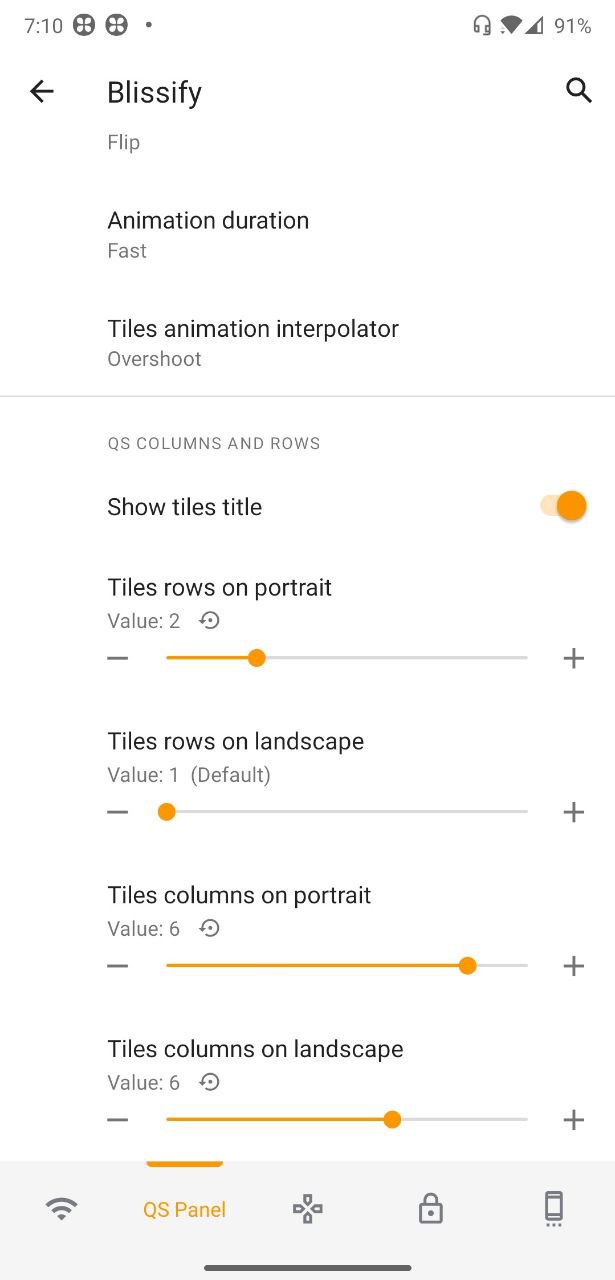 7:10
91%
Blissify
Flip
Animation duration
Fast
Tiles animation interpolator
Overshoot
QS COLUMNS AND ROWS
Show tiles title
Tiles rows on portrait
Value: 2
Tiles rows on landscape
Value: 1 (Default)
Tiles columns on portrait
Value: 6
Tiles columns on landscape
Value: 6
QS Panel